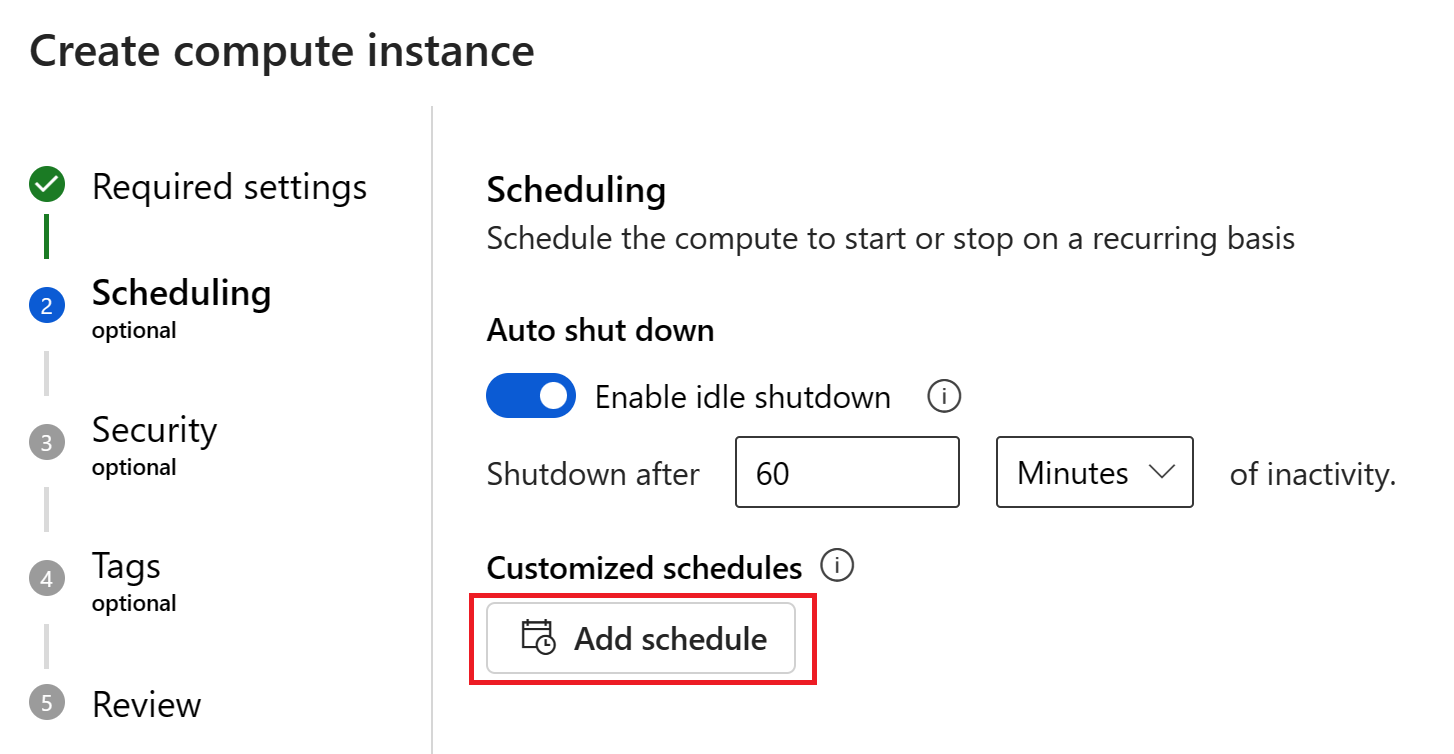 Create compute instance
Required settings
2
Scheduling
optional
3
Security
optional
4
Tags
optional
5
Review
Scheduling
Schedule the compute to start or stop on a recurring basis
Auto shut down
Enable idle shutdown
Shutdown after 60 Minutes of inactivity.
Customized schedules
Add schedule